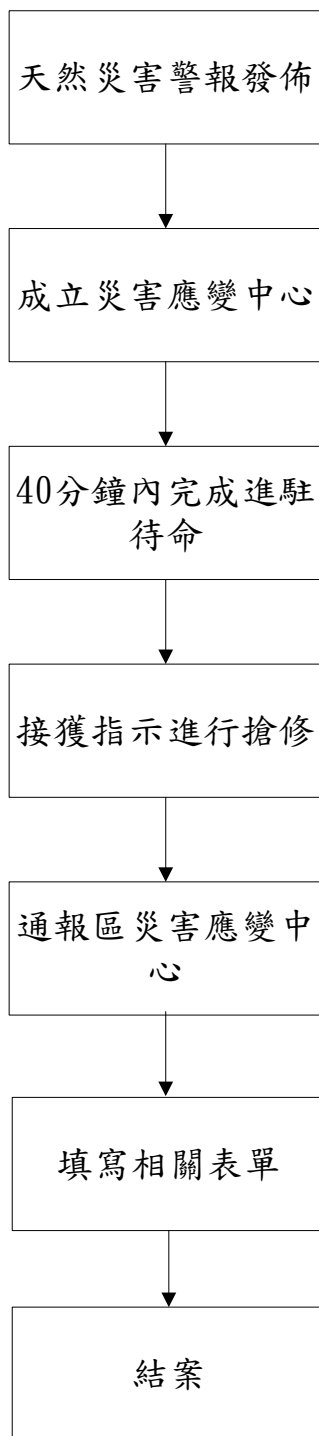 天然災害警報發佈
成立災害應變中心
40分鐘內完成進駐
待命
接獲指示進行搶修
通報區災害應變中
心
填寫相關表單
結案